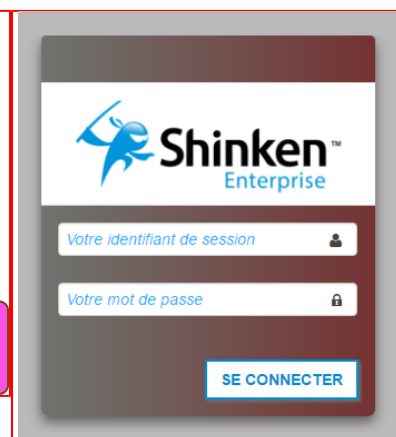 Shinken™
Enterprise
Votre identifiant de session
Votre mot de passe
SE CONNECTER